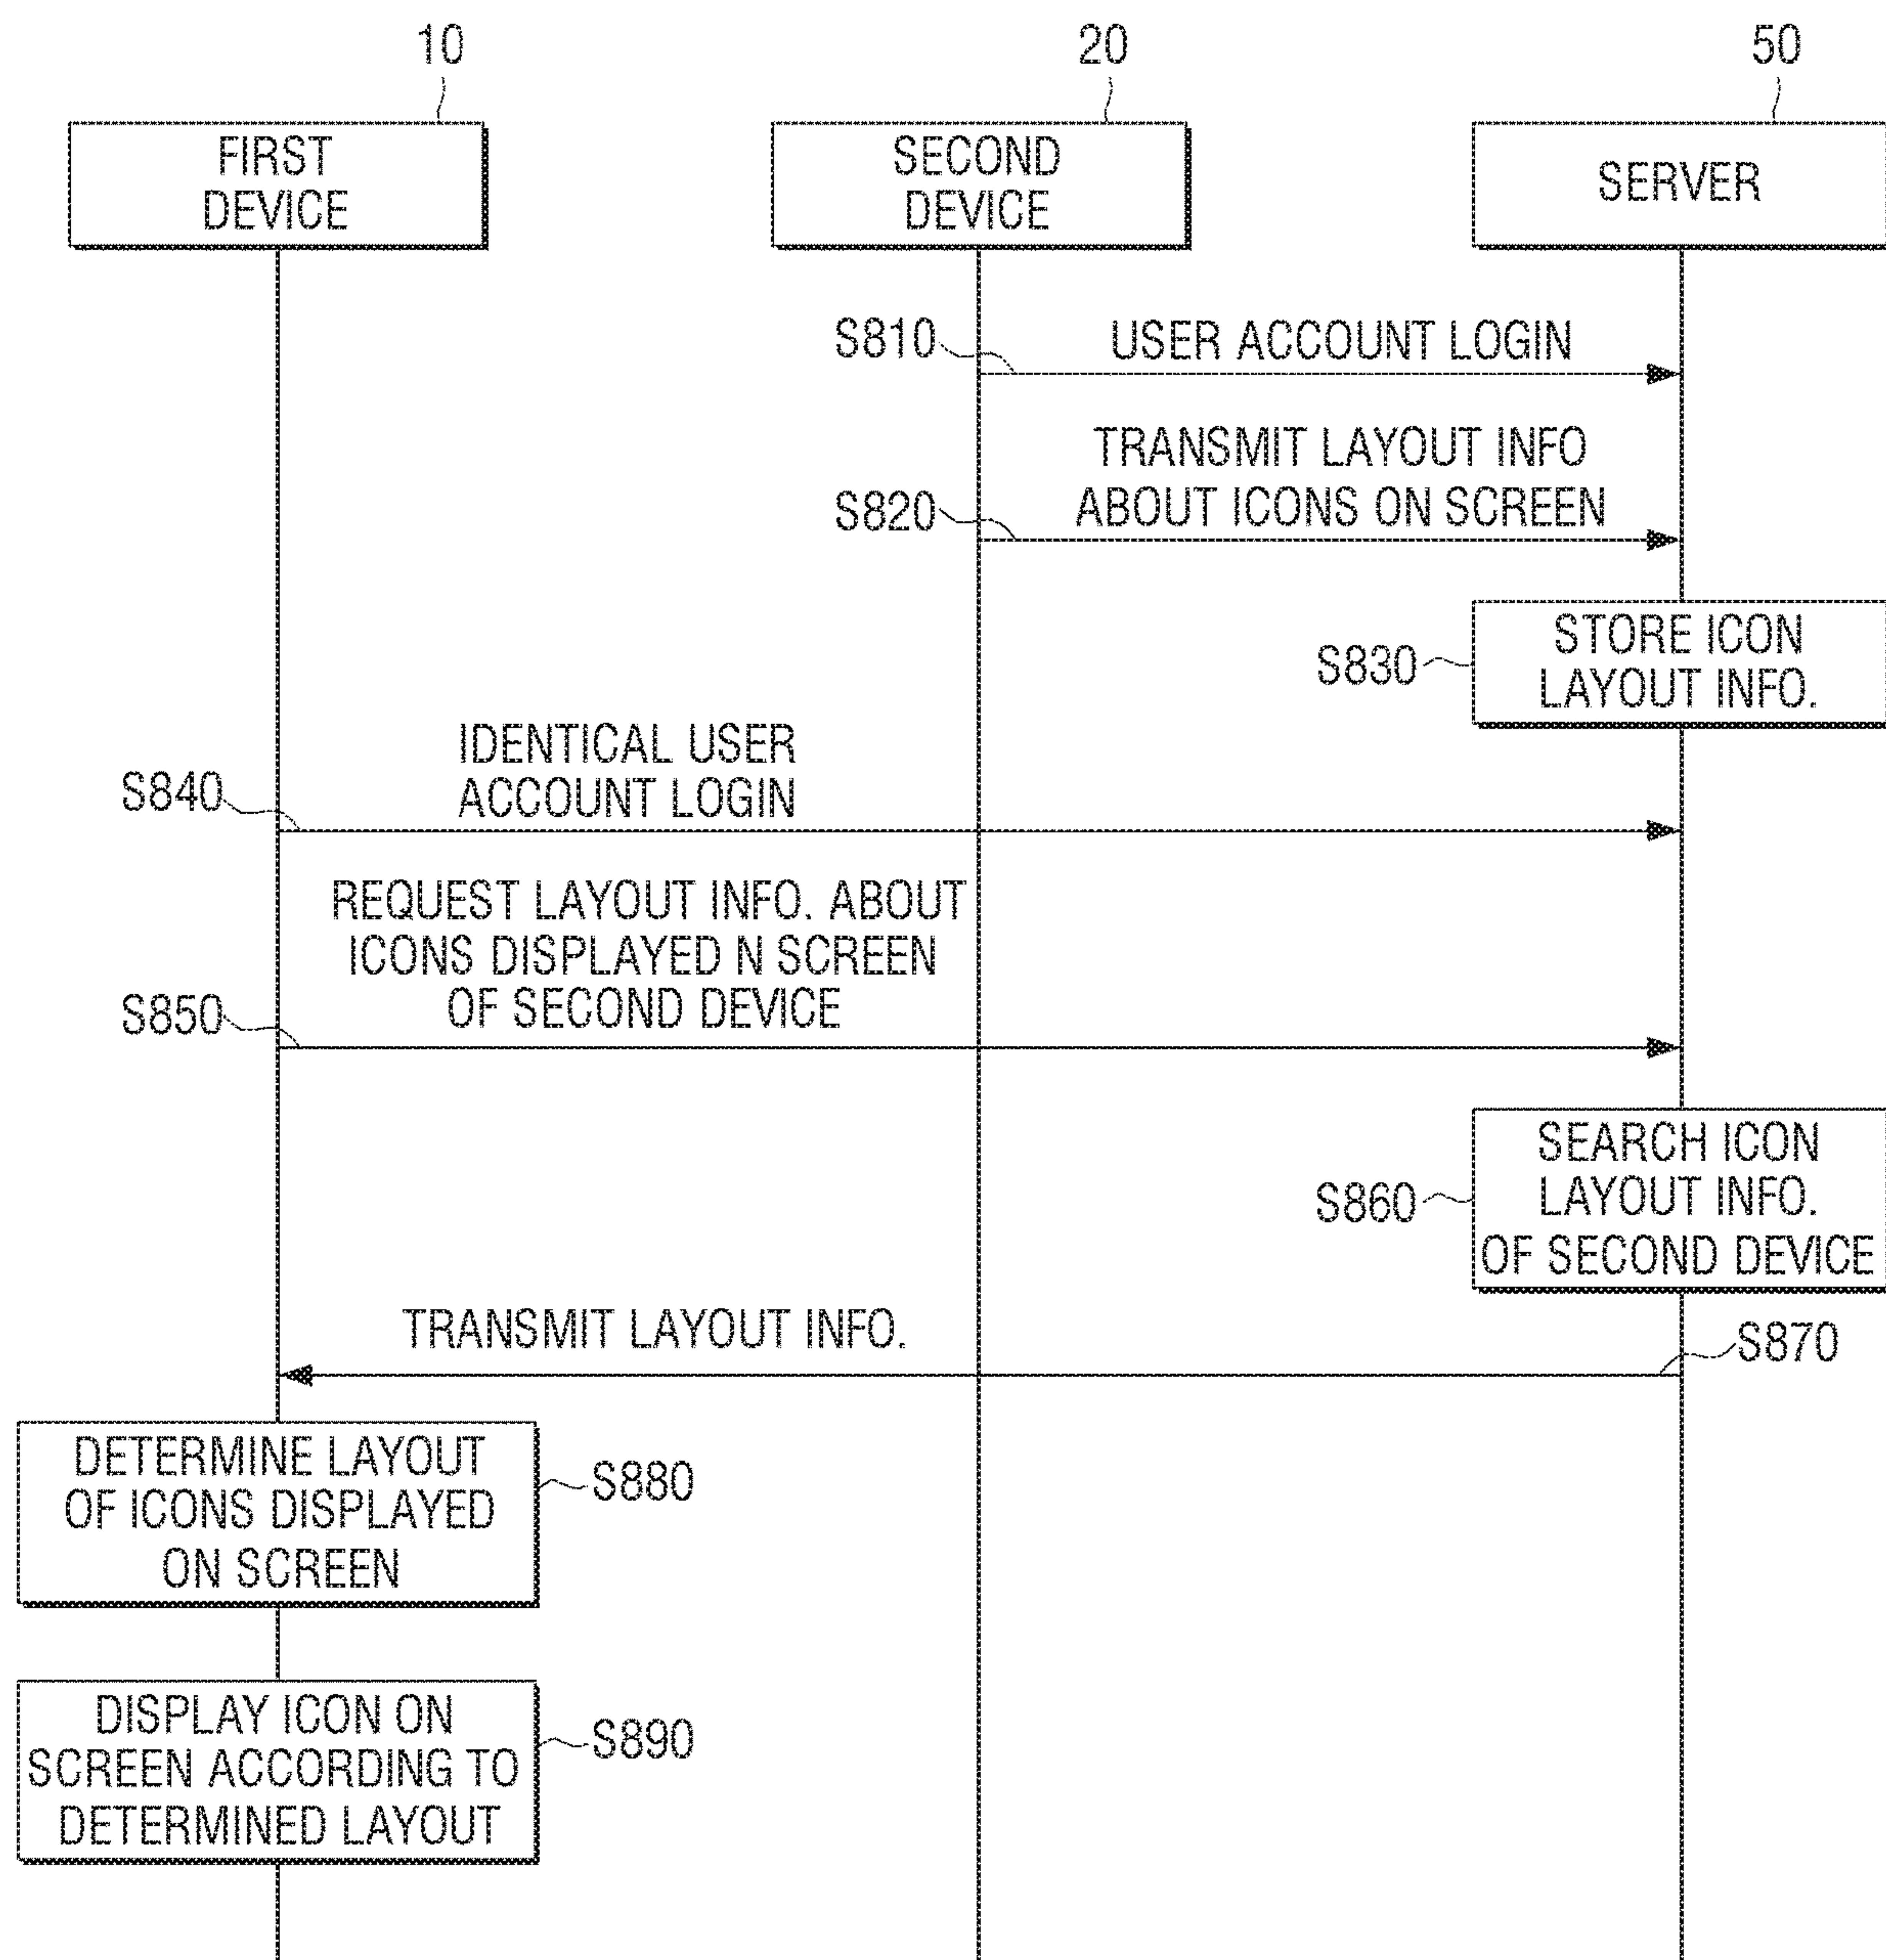 10
20
50
FIRST
DEVICE
SECOND
DEVICE
SERVER
S810
USER ACCOUNT LOGIN
TRANSMIT LAYOUT INFO
ABOUT ICONS ON SCREEN
S820
STORE ICON
LAYOUT INFO.
S830
IDENTICAL USER
ACCOUNT LOGIN
S840
REQUEST LAYOUT INFO. ABOUT
ICONS DISPLAYED N SCREEN
OF SECOND DEVICE
S850
SEARCH ICON
LAYOUT INFO.
OF SECOND DEVICE
S860
TRANSMIT LAYOUT INFO.
S870
DETERMINE LAYOUT
OF ICONS DISPLAYED
ON SCREEN
S880
DISPLAY ICON ON
SCREEN ACCORDING TO
DETERMINED LAYOUT
S890